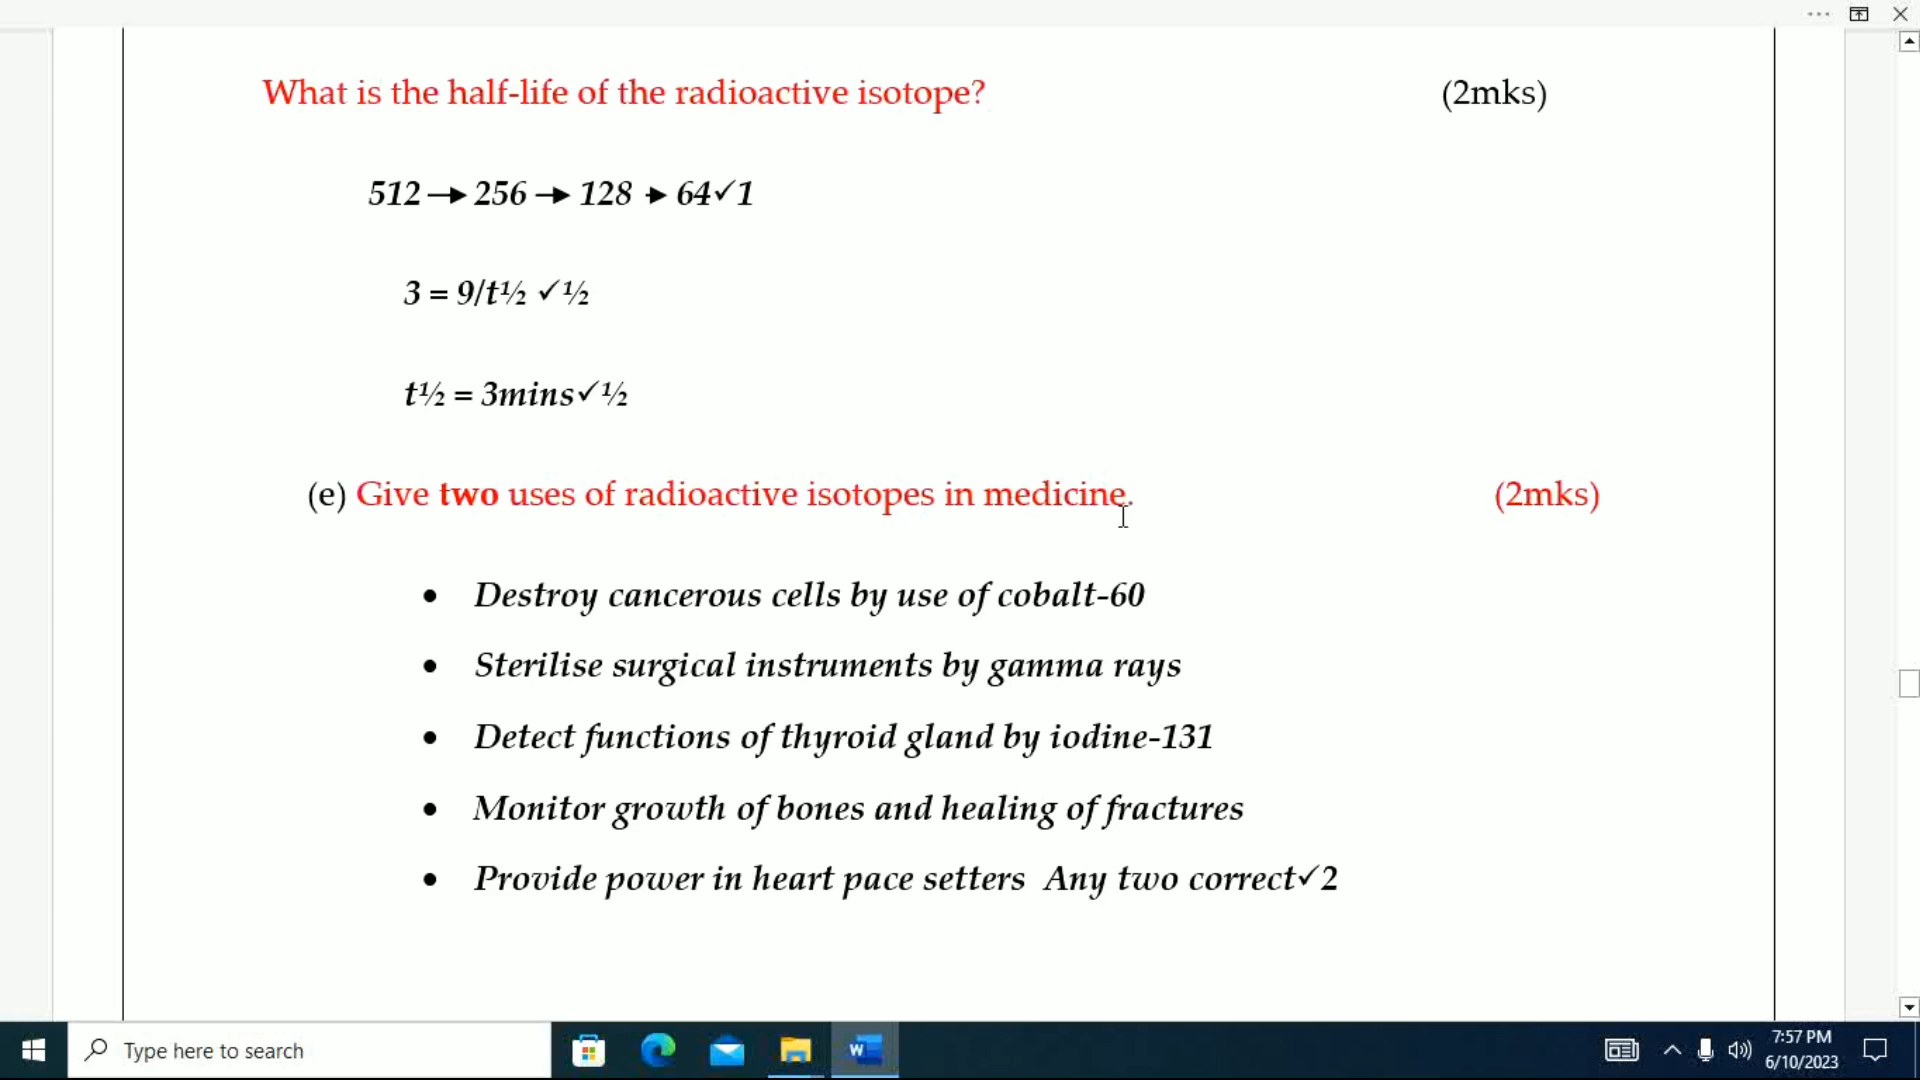 What is the half-life of the radioactive isotope? (2mks)
512 → 256 → 128 → 64✓1
3 = 9/t½ ✓½
t½ = 3mins✓½
(e) Give two uses of radioactive isotopes in medicine. (2mks)
• Destroy cancerous cells by use of cobalt-60
• Sterilise surgical instruments by gamma rays
• Detect functions of thyroid gland by iodine-131
• Monitor growth of bones and healing of fractures
• Provide power in heart pace setters Any two correct✓2
Type here to search
W
7:57 PM
6/10/2023